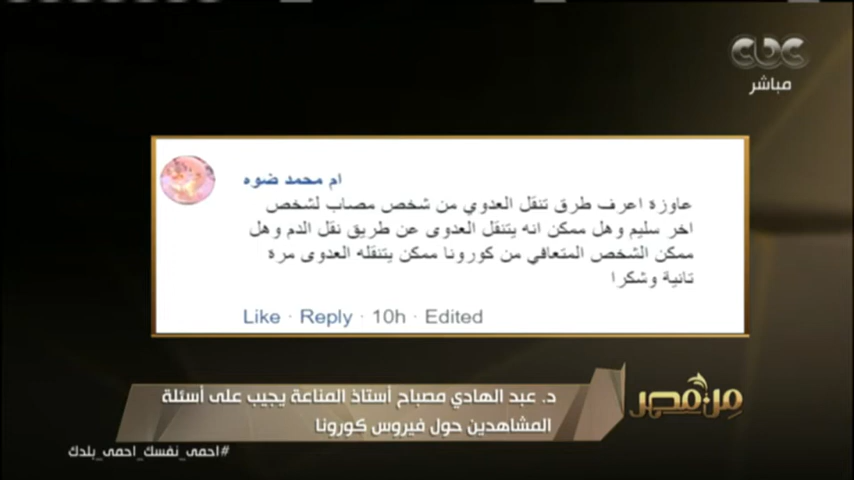 CBC
مباشر
ام محمد ضوه
عاوزة اعرف طرق تنقل العدوي من شخص مصاب لشخص
اخر سليم وهل ممكن انه يتنقل العدوى عن طريق نقل الدم وهل
ممكن الشخص المتعافي من كورونا ممكن يتنقله العدوى مرة
تانية وشكرا
Like · Reply · 10h · Edited
من مصر
د. عبد الهادي مصباح أستاذ المناعة يجيب على أسئلة
المشاهدين حول فيروس كورونا
#احمي_نفسك_احمي_بلدك